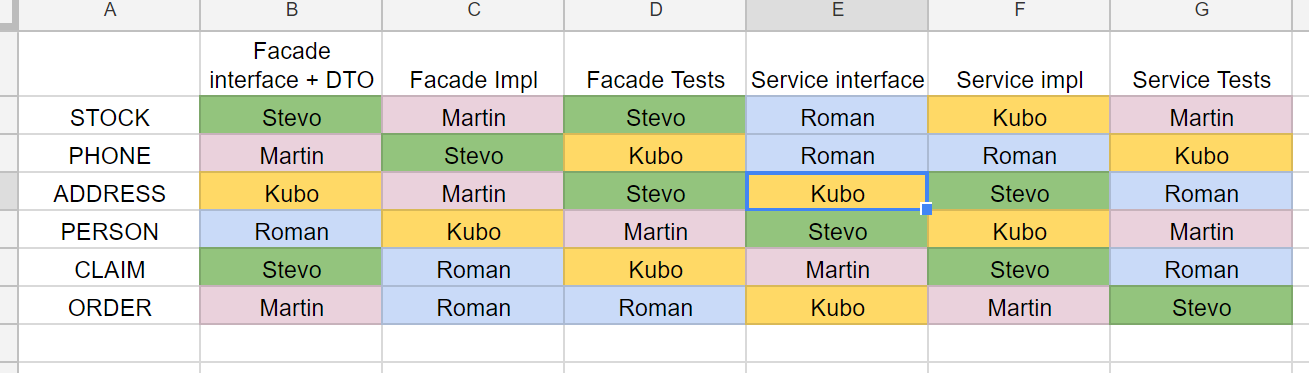 A B C D E F G
Facade
interface + DTO Facade Impl Facade Tests Service interface Service impl Service Tests
STOCK Stevo Martin Stevo Roman Kubo Martin
PHONE Martin Stevo Kubo Roman Roman Kubo
ADDRESS Kubo Martin Stevo Kubo Stevo Roman
PERSON Roman Kubo Martin Stevo Kubo Martin
CLAIM Stevo Roman Kubo Martin Stevo Roman
ORDER Martin Roman Roman Kubo Martin Stevo